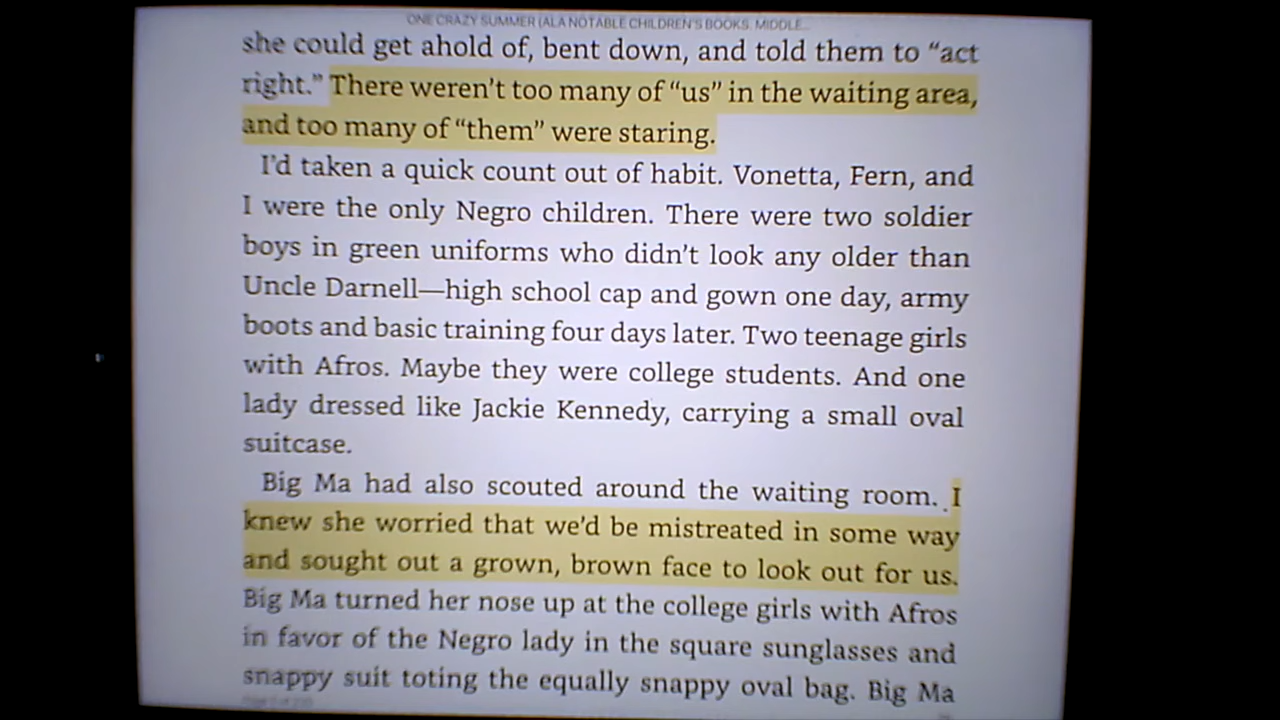 ONE CRAZY SUMMER (ALA NOTABLE CHILDREN'S BOOKS. MIDDLE...
she could get ahold of, bent down, and told them to “act
right.” There weren’t too many of “us” in the waiting area,
and too many of “them” were staring.
I’d taken a quick count out of habit. Vonetta, Fern, and
I were the only Negro children. There were two soldier
boys in green uniforms who didn’t look any older than
Uncle Darnell—high school cap and gown one day, army
boots and basic training four days later. Two teenage girls
with Afros. Maybe they were college students. And one
lady dressed like Jackie Kennedy, carrying a small oval
suitcase.
Big Ma had also scouted around the waiting room. I
knew she worried that we’d be mistreated in some way
and sought out a grown, brown face to look out for us.
Big Ma turned her nose up at the college girls with Afros
in favor of the Negro lady in the square sunglasses and
snappy suit toting the equally snappy oval bag. Big Ma